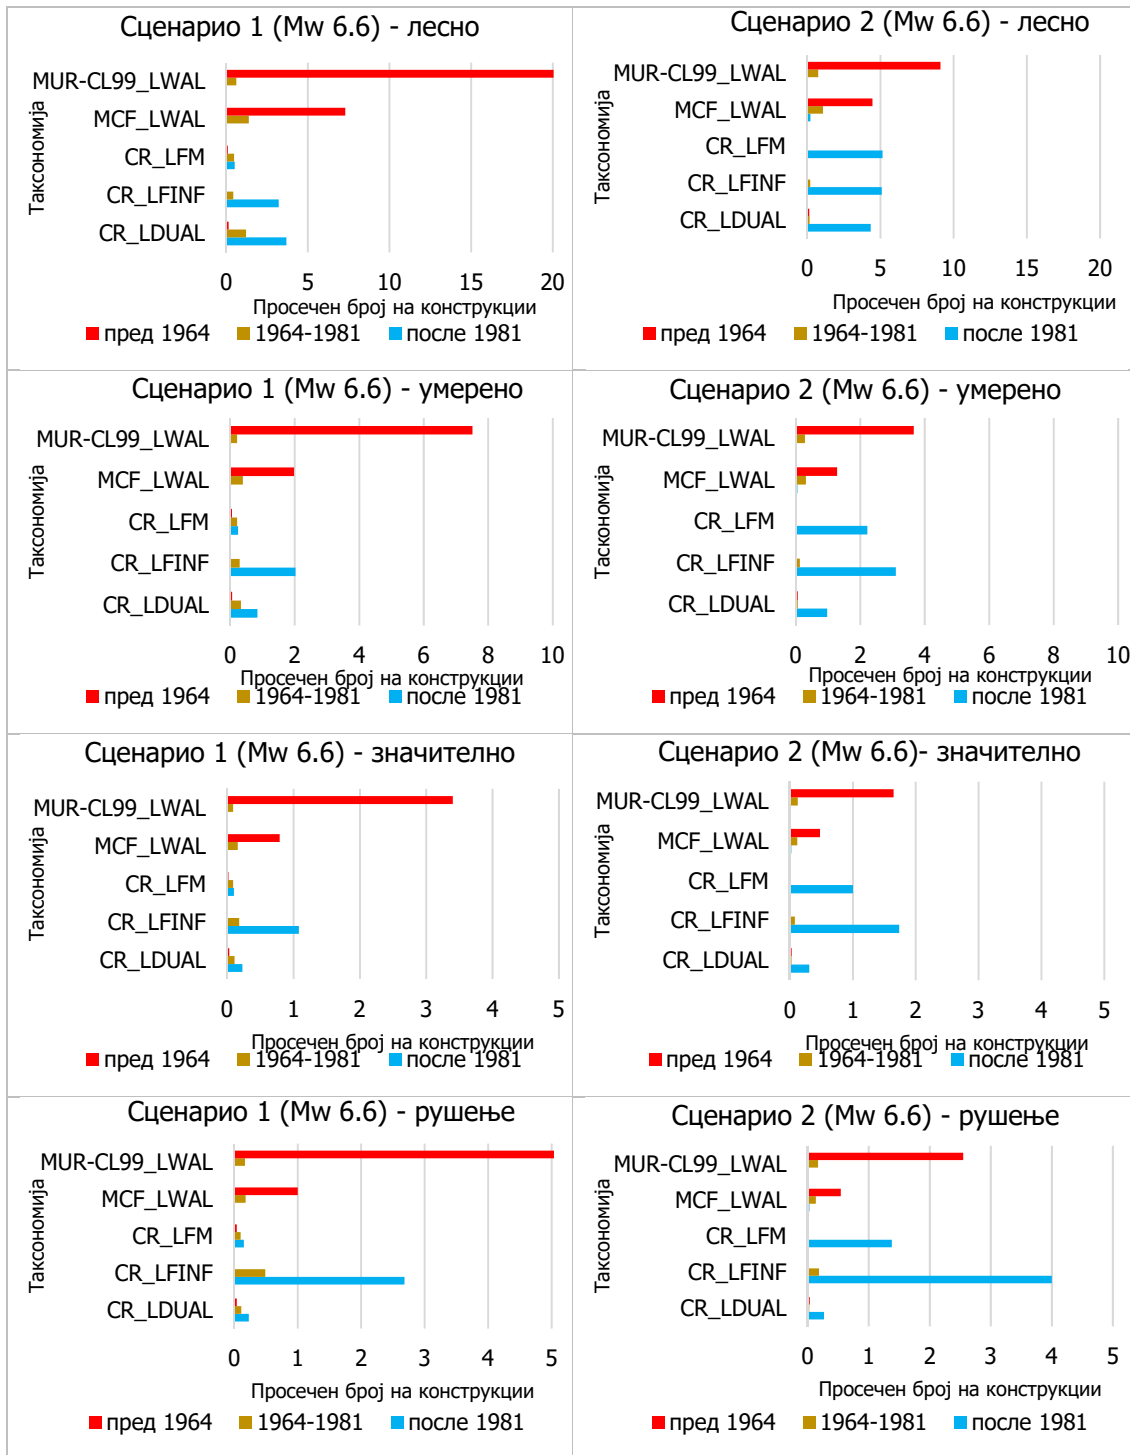 Сценарио 1 (Mw 6.6) - лесно
Таксономија
MUR-CL99_LWAL
MCF_LWAL
CR_LFM
CR_LFINF
CR_LDUAL
0 5 10 15 20
Просечен број на конструкции
пред 1964 1964-1981 после 1981
Сценарио 2 (Mw 6.6) - лесно
Таксономија
MUR-CL99_LWAL
MCF_LWAL
CR_LFM
CR_LFINF
CR_LDUAL
0 5 10 15 20
Просечен број на конструкции
пред 1964 1964-1981 после 1981
Сценарио 1 (Mw 6.6) - умерено
Таксономија
MUR-CL99_LWAL
MCF_LWAL
CR_LFM
CR_LFINF
CR_LDUAL
0 2 4 6 8 10
Просечен број на конструкции
пред 1964 1964-1981 после 1981
Сценарио 2 (Mw 6.6) - умерено
Таскономија
MUR-CL99_LWAL
MCF_LWAL
CR_LFM
CR_LFINF
CR_LDUAL
0 2 4 6 8 10
Просечен број на конструкции
пред 1964 1964-1981 после 1981
Сценарио 1 (Mw 6.6) - значително
Таксономија
MUR-CL99_LWAL
MCF_LWAL
CR_LFM
CR_LFINF
CR_LDUAL
0 1 2 3 4 5
Просечен број на конструкции
пред 1964 1964-1981 после 1981
Сценарио 2 (Mw 6.6)- значително
Таксономија
MUR-CL99_LWAL
MCF_LWAL
CR_LFM
CR_LFINF
CR_LDUAL
0 1 2 3 4 5
Просечен број на конструкции
пред 1964 1964-1981 после 1981
Сценарио 1 (Mw 6.6) - рушење
Таксономија
MUR-CL99_LWAL
MCF_LWAL
CR_LFM
CR_LFINF
CR_LDUAL
0 1 2 3 4 5
Просечен број на конструкции
пред 1964 1964-1981 после 1981
Сценарио 2 (Mw 6.6) - рушење
Таксономија
MUR-CL99_LWAL
MCF_LWAL
CR_LFM
CR_LFINF
CR_LDUAL
0 1 2 3 4 5
Просечен број на конструкции
пред 1964 1964-1981 после 1981